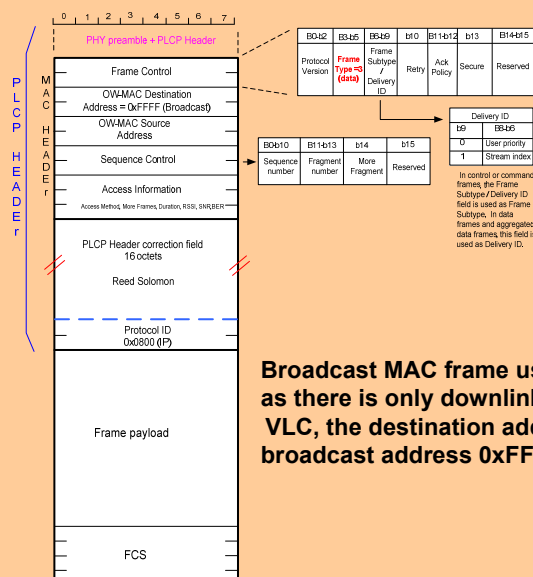 0 1 2 3 4 5 6 7
PHY preamble + PLCP Header
PLCP HEADEr
MAC HEADEr
Frame Control
OW-MAC Destination
Address = 0xFFFF (Broadcast)
OW-MAC Source
Address
Sequence Control
Access Information
Access Method, More Frames, Duration, RSSI, SNR,BER
PLCP Header correction field
16 octets
Reed Solomon
Protocol ID
0x0800 (IP)
Frame payload
FCS
B0-b2 B3-b5 B6-b9 b10 B11-b12 b13 B14-b15
Protocol
Version
Frame
Type =3
(data)
Frame
Subtype
/
Delivery
ID
Retry
Ack
Policy
Secure
Reserved
Delivery ID
b9 B8-b6
0 User priority
1 Stream index
In control or command
frames, the Frame
Subtype / Delivery ID
field is used as Frame
Subtype, In data
frames and aggregated
data frames, this field is
used as Delivery ID.
B0-b10 B11-b13 b14 b15
Sequence
number
Fragment
number
More
Fragment
Reserved
Broadcast MAC frame us
as there is only downlin
VLC, the destination add
broadcast address 0xFF